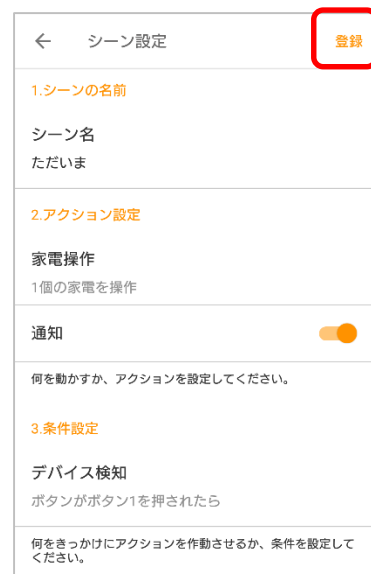 ← シーン設定 登録
1.シーンの名前
シーン名
ただいま
2.アクション設定
家電操作
1個の家電を操作
通知
何を動かすか、アクションを設定してください。
3.条件設定
デバイス検知
ボタンがボタン1を押されたら
何をきっかけにアクションを作動させるか、条件を設定して
ください。